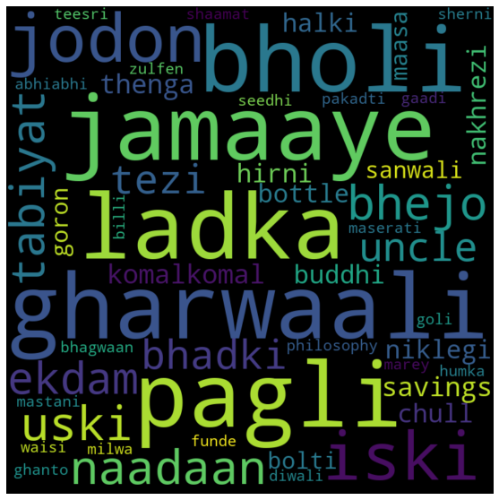 teesri shaamat sherni
jodon bholi halki maasa
abhiabhi zulfen thenga seedhi pakadti gaadi nakhrezi
jamaaye
tabiyat tezi hirni sanwali
goron billi ladka bottle bhejo
maserati uncle
komalkomal buddhi goli
gharwaali
bhagwaan bhadki philosophy niklegi marey humka
ekdam pagli savings
mastani uski funde chull
waisi milwa naadaan bolti iski
ghanto diwali